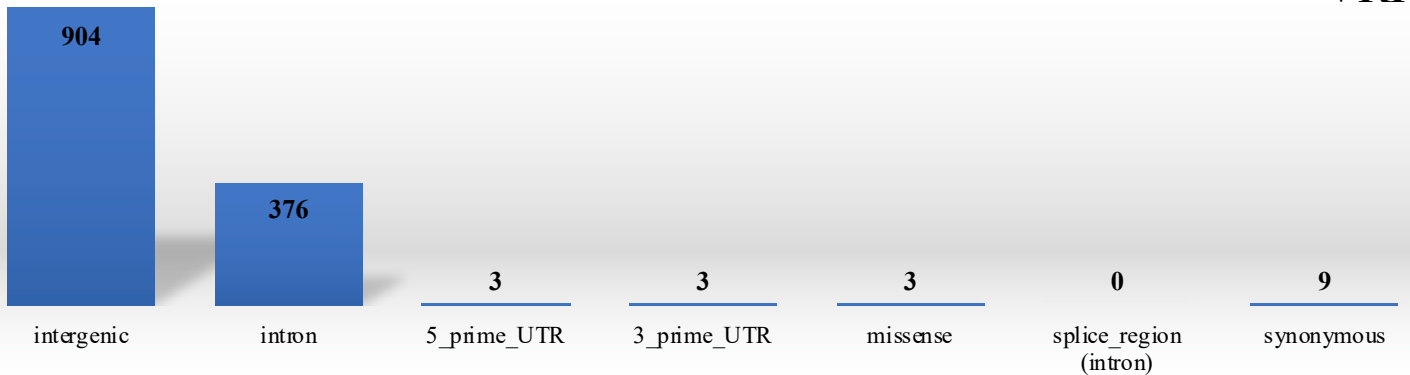 904
376
3
3
3
0
9
intergenic
intron
5_prime_UTR
3_prime_UTR
missense
splice_region
(intron)
synonymous